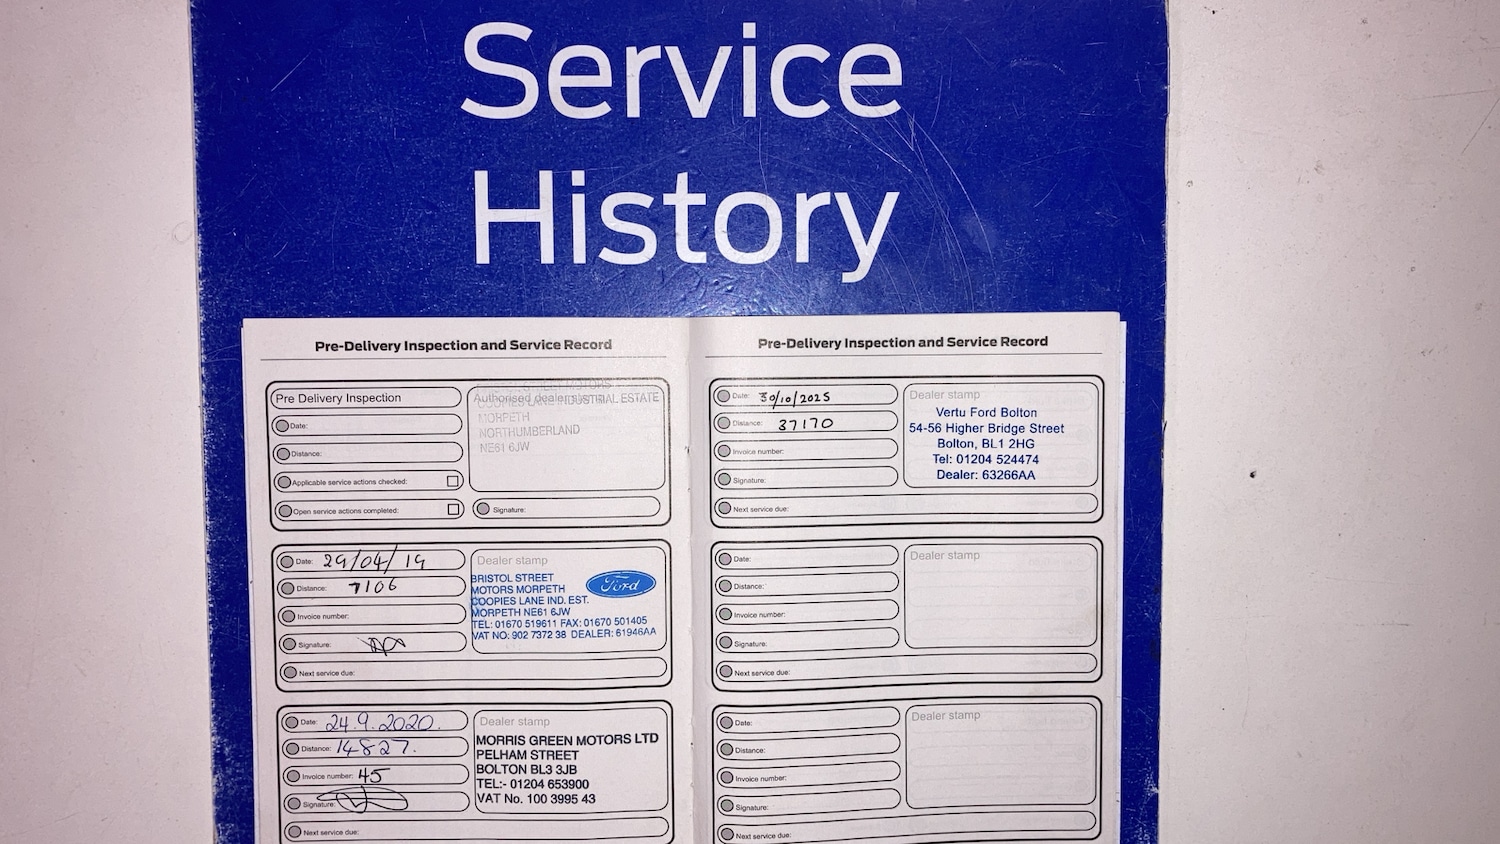 Service
History
Pre-Delivery Inspection and Service Record
Pre Delivery Inspection
Date:
Distance:
Applicable service actions checked:
Open service actions completed:
Authorised dealer
COOPIES LANE INDUSTRIAL ESTATE
MORPETH
NORTHUMBERLAND
NE61 6JW
Signature:
Date: 29/04/19
Distance: 7106
Invoice number:
Signature:
Next service due:
Dealer stamp
BRISTOL STREET
MOTORS MORPETH
COOPIES LANE IND. EST.
MORPETH NE61 6JW
TEL: 01670 519611 FAX: 01670 501405
VAT NO: 902 7372 38 DEALER: 61946AA
Ford
Date: 24.9.2020.
Distance: 14827.
Invoice number: 45
Signature:
Next service due:
Dealer stamp
MORRIS GREEN MOTORS LTD
PELHAM STREET
BOLTON BL3 3JB
TEL:- 01204 653900
VAT No. 100 3995 43
Pre-Delivery Inspection and Service Record
Date: 30/10/2025
Distance: 37170
Invoice number:
Signature:
Next service due:
Dealer stamp
Vertu Ford Bolton
54-56 Higher Bridge Street
Bolton, BL1 2HG
Tel: 01204 524474
Dealer: 63266AA
Date:
Distance:
Invoice number:
Signature:
Next service due:
Dealer stamp
Date:
Distance:
Invoice number:
Signature:
Next service due:
Dealer stamp